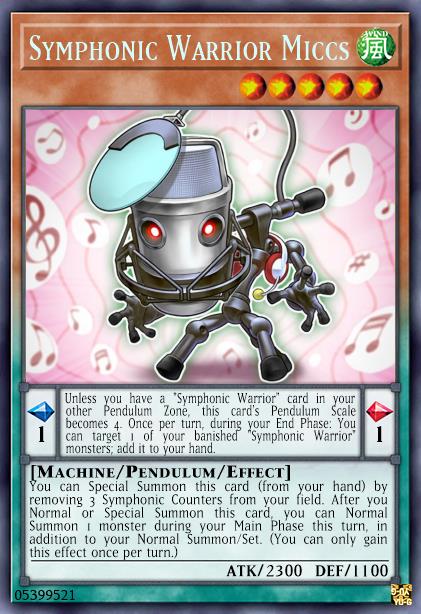 Symphonic Warrior Miccs
WIND
風
Unless you have a "Symphonic Warrior" card in your
other Pendulum Zone, this card's Pendulum Scale
becomes 4. Once per turn, during your End Phase: You
can target 1 of your banished "Symphonic Warrior"
monsters; add it to your hand.
1
1
[Machine/Pendulum/Effect]
You can Special Summon this card (from your hand) by
removing 3 Symphonic Counters from your field. After you
Normal or Special Summon this card, you can Normal
Summon 1 monster during your Main Phase this turn, in
addition to your Normal Summon/Set. (You can only gain
this effect once per turn.)
ATK/2300 DEF/1100
05399521